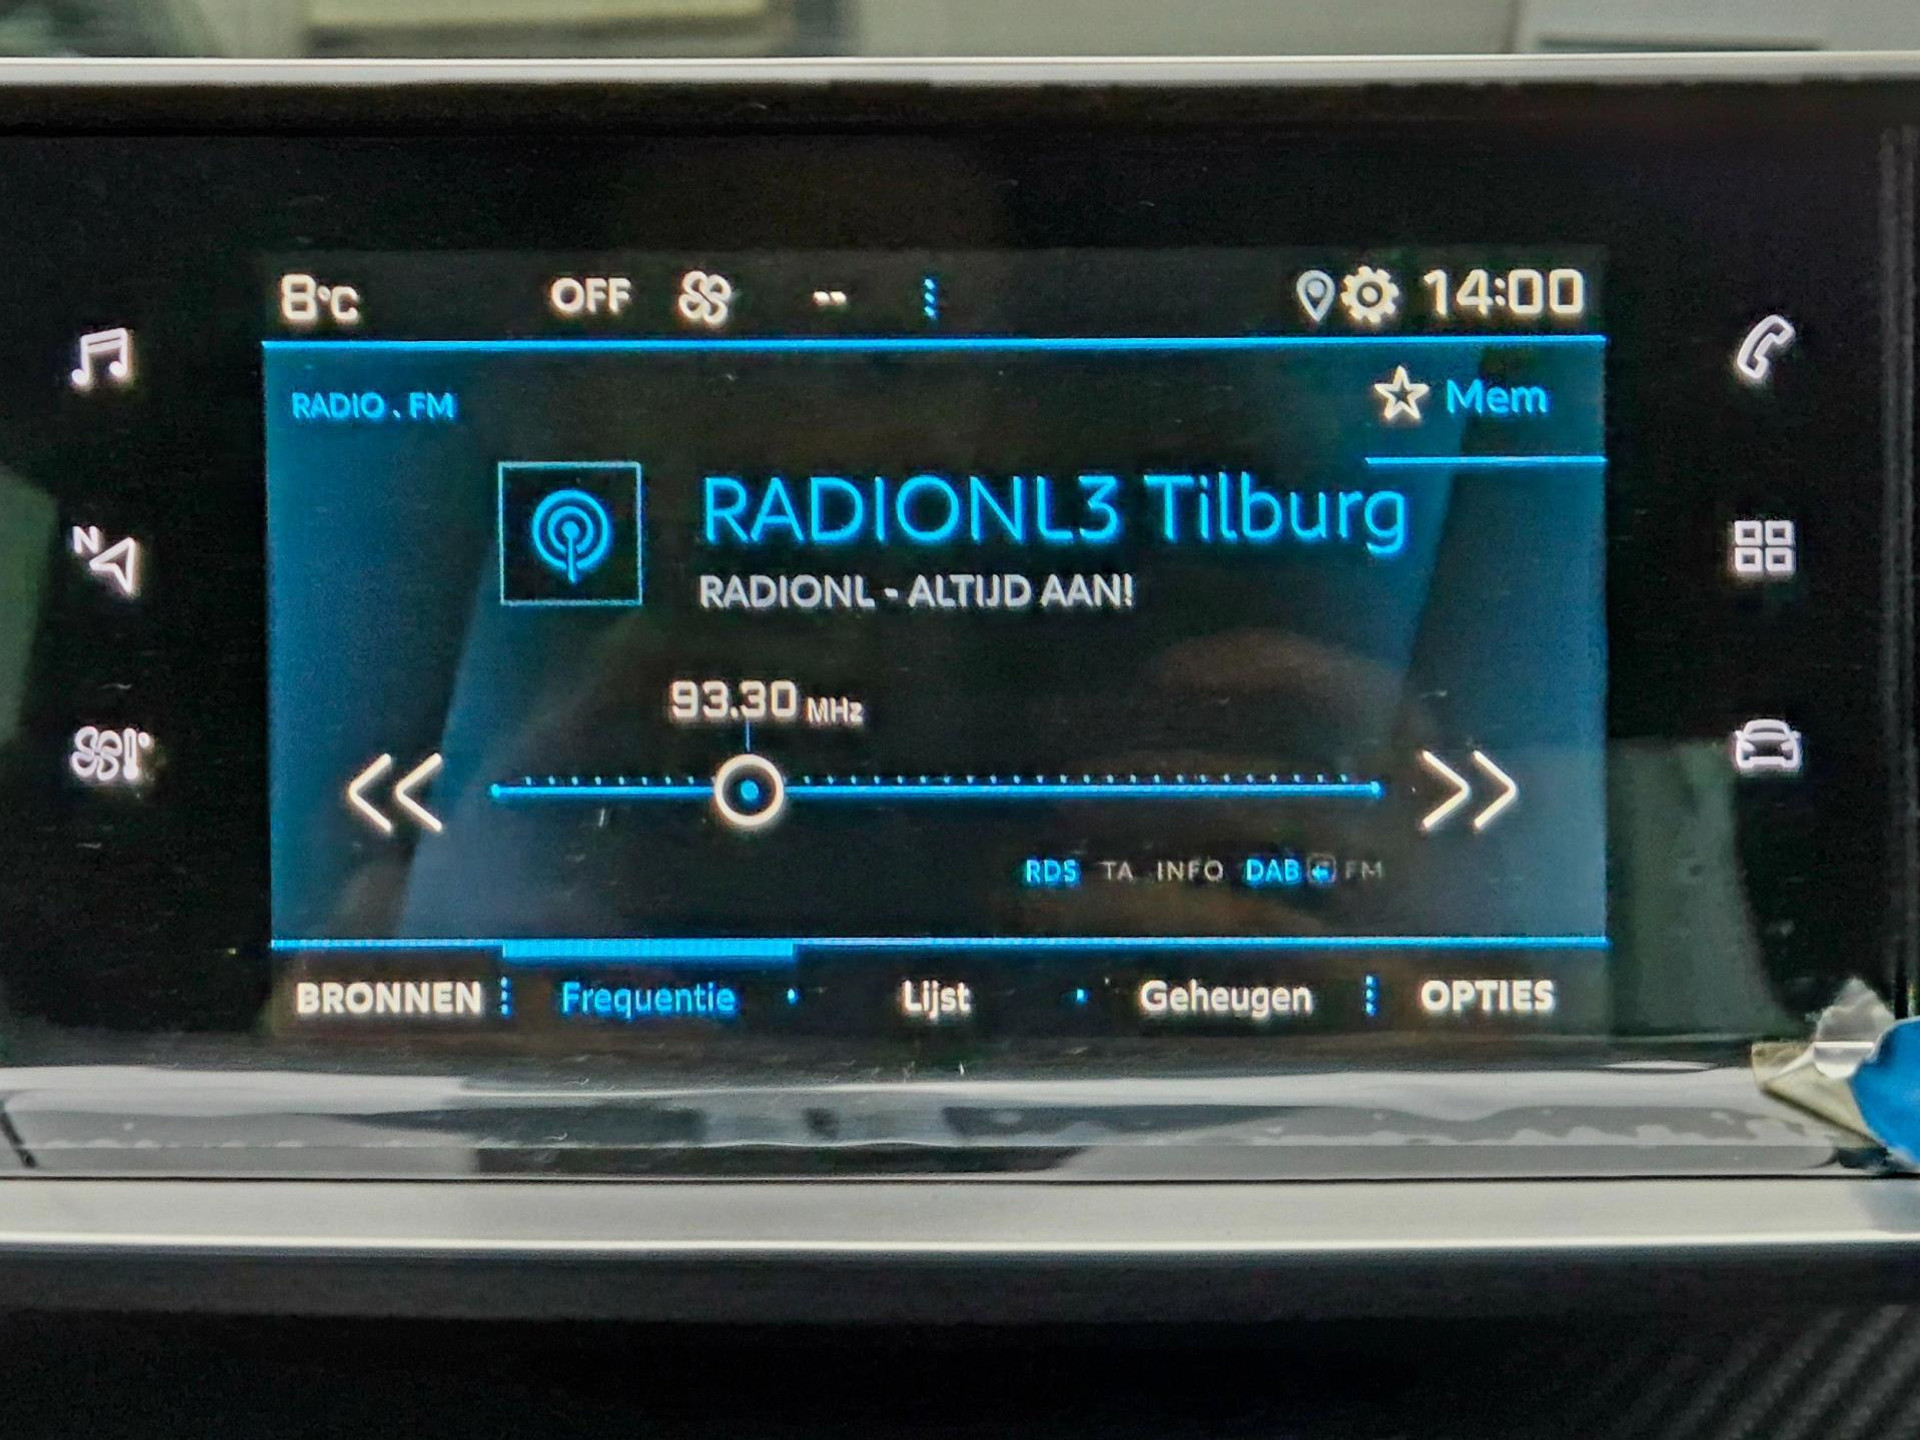 8°C OFF -- 14:00
RADIO . FM
Mem
RADIONL3 Tilburg
RADIONL - ALTIJD AAN!
N
93.30 MHz
RDS TA INFO DAB FM
BRONNEN Frequentie Lijst Geheugen OPTIES